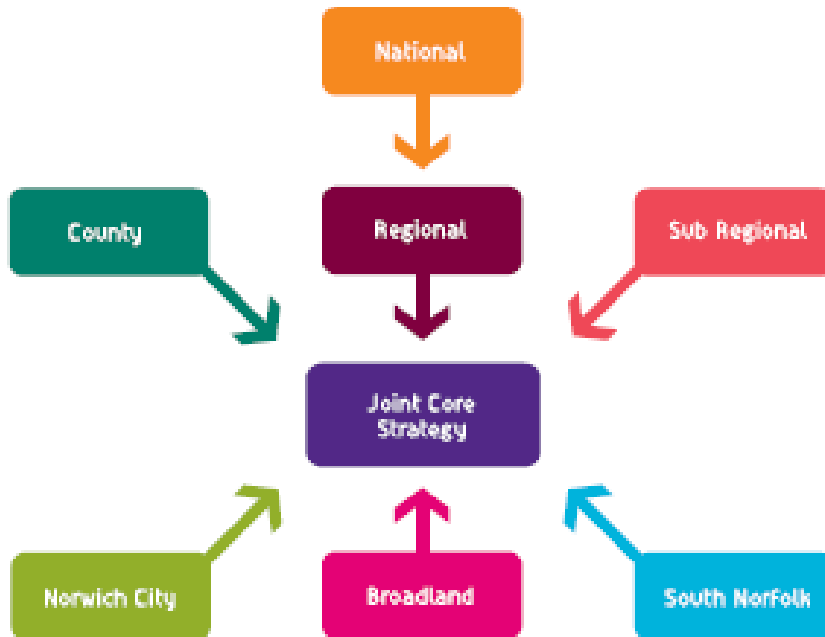 National
County
Regional
Sub Regional
Joint Core
Strategy
Norwich City
Broadland
South Norfolk